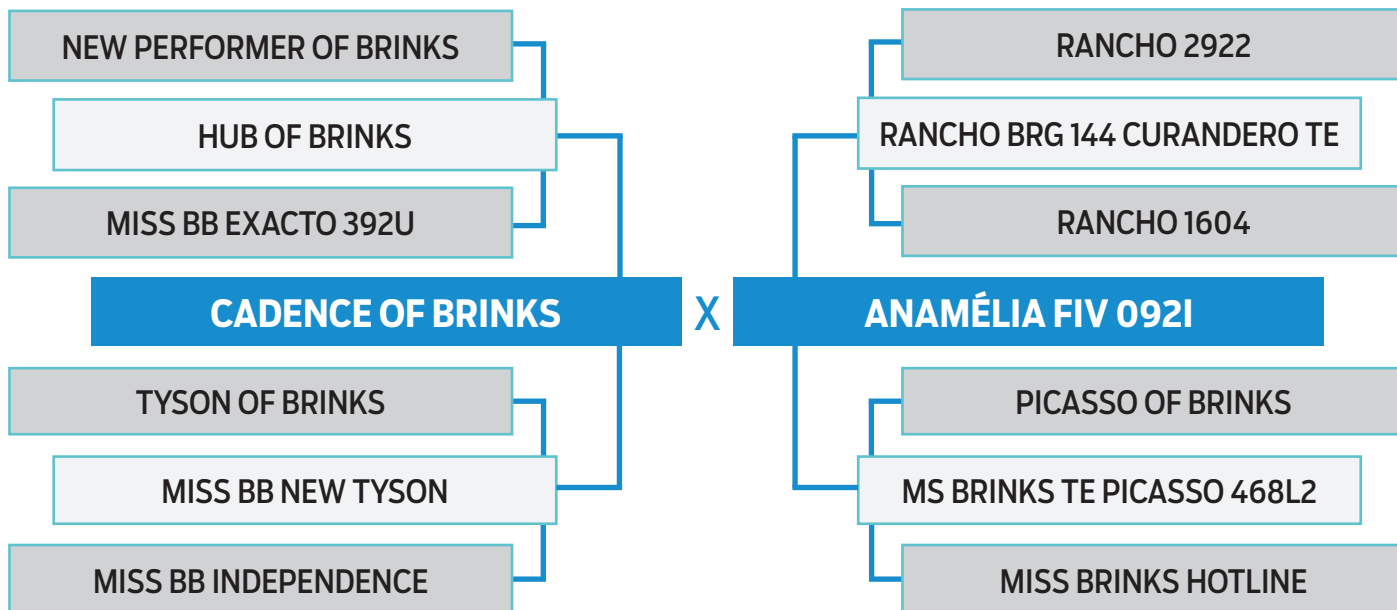 NEW PERFORMER OF BRINKS
HUB OF BRINKS
MISS BB EXACTO 392U
CADENCE OF BRINKS
TYSON OF BRINKS
MISS BB NEW TYSON
MISS BB INDEPENDENCE
X
RANCHO 2922
RANCHO BRG 144 CURANDERO TE
RANCHO 1604
ANAMÉLIA FIV 092I
PICASSO OF BRINKS
MS BRINKS TE PICASSO 468L2
MISS BRINKS HOTLINE